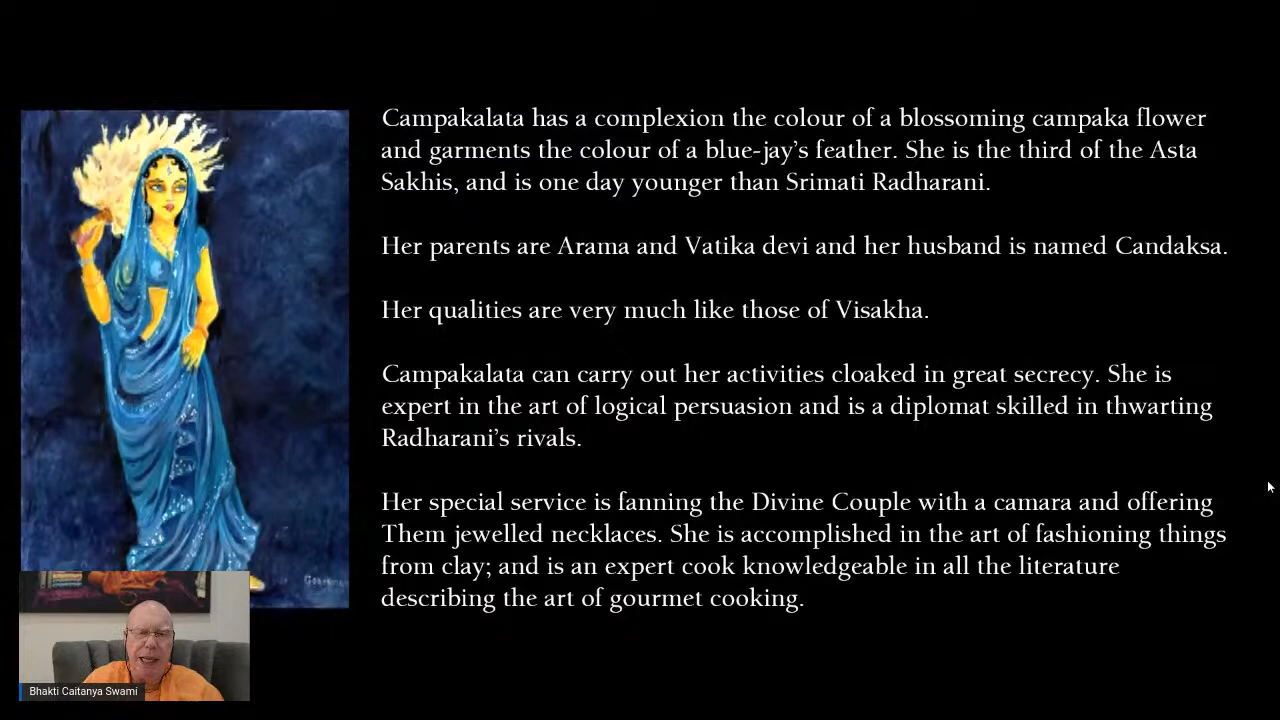 Campakalata has a complexion the colour of a blossoming campaka flower
and garments the colour of a blue-jay's feather. She is the third of the Asta
Sakhis, and is one day younger than Srimati Radharani.
Her parents are Arama and Vatika devi and her husband is named Candaksa.
Her qualities are very much like those of Visakha.
Campakalata can carry out her activities cloaked in great secrecy. She is
expert in the art of logical persuasion and is a diplomat skilled in thwarting
Radharani's rivals.
Her special service is fanning the Divine Couple with a camara and offering
Them jewelled necklaces. She is accomplished in the art of fashioning things
from clay; and is an expert cook knowledgeable in all the literature
describing the art of gourmet cooking.
Bhakti Caitanya Swami